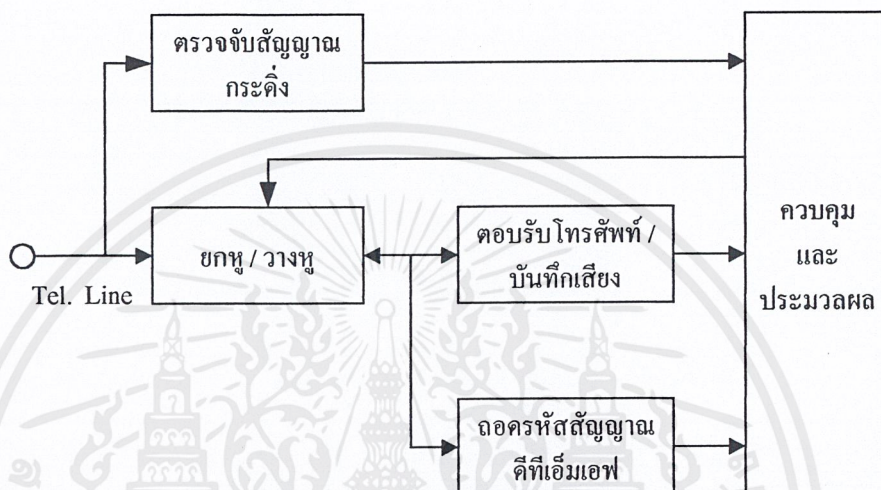 ตรวจจับสัญญาณ
กระดิ่ง
ยกหู / วางหู
Tel. Line
ตอบรับโทรศัพท์ /
บันทึกเสียง
ถอดรหัสสัญญาณ
ดีทีเอ็มเอฟ
ควบคุม
และ
ประมวลผล